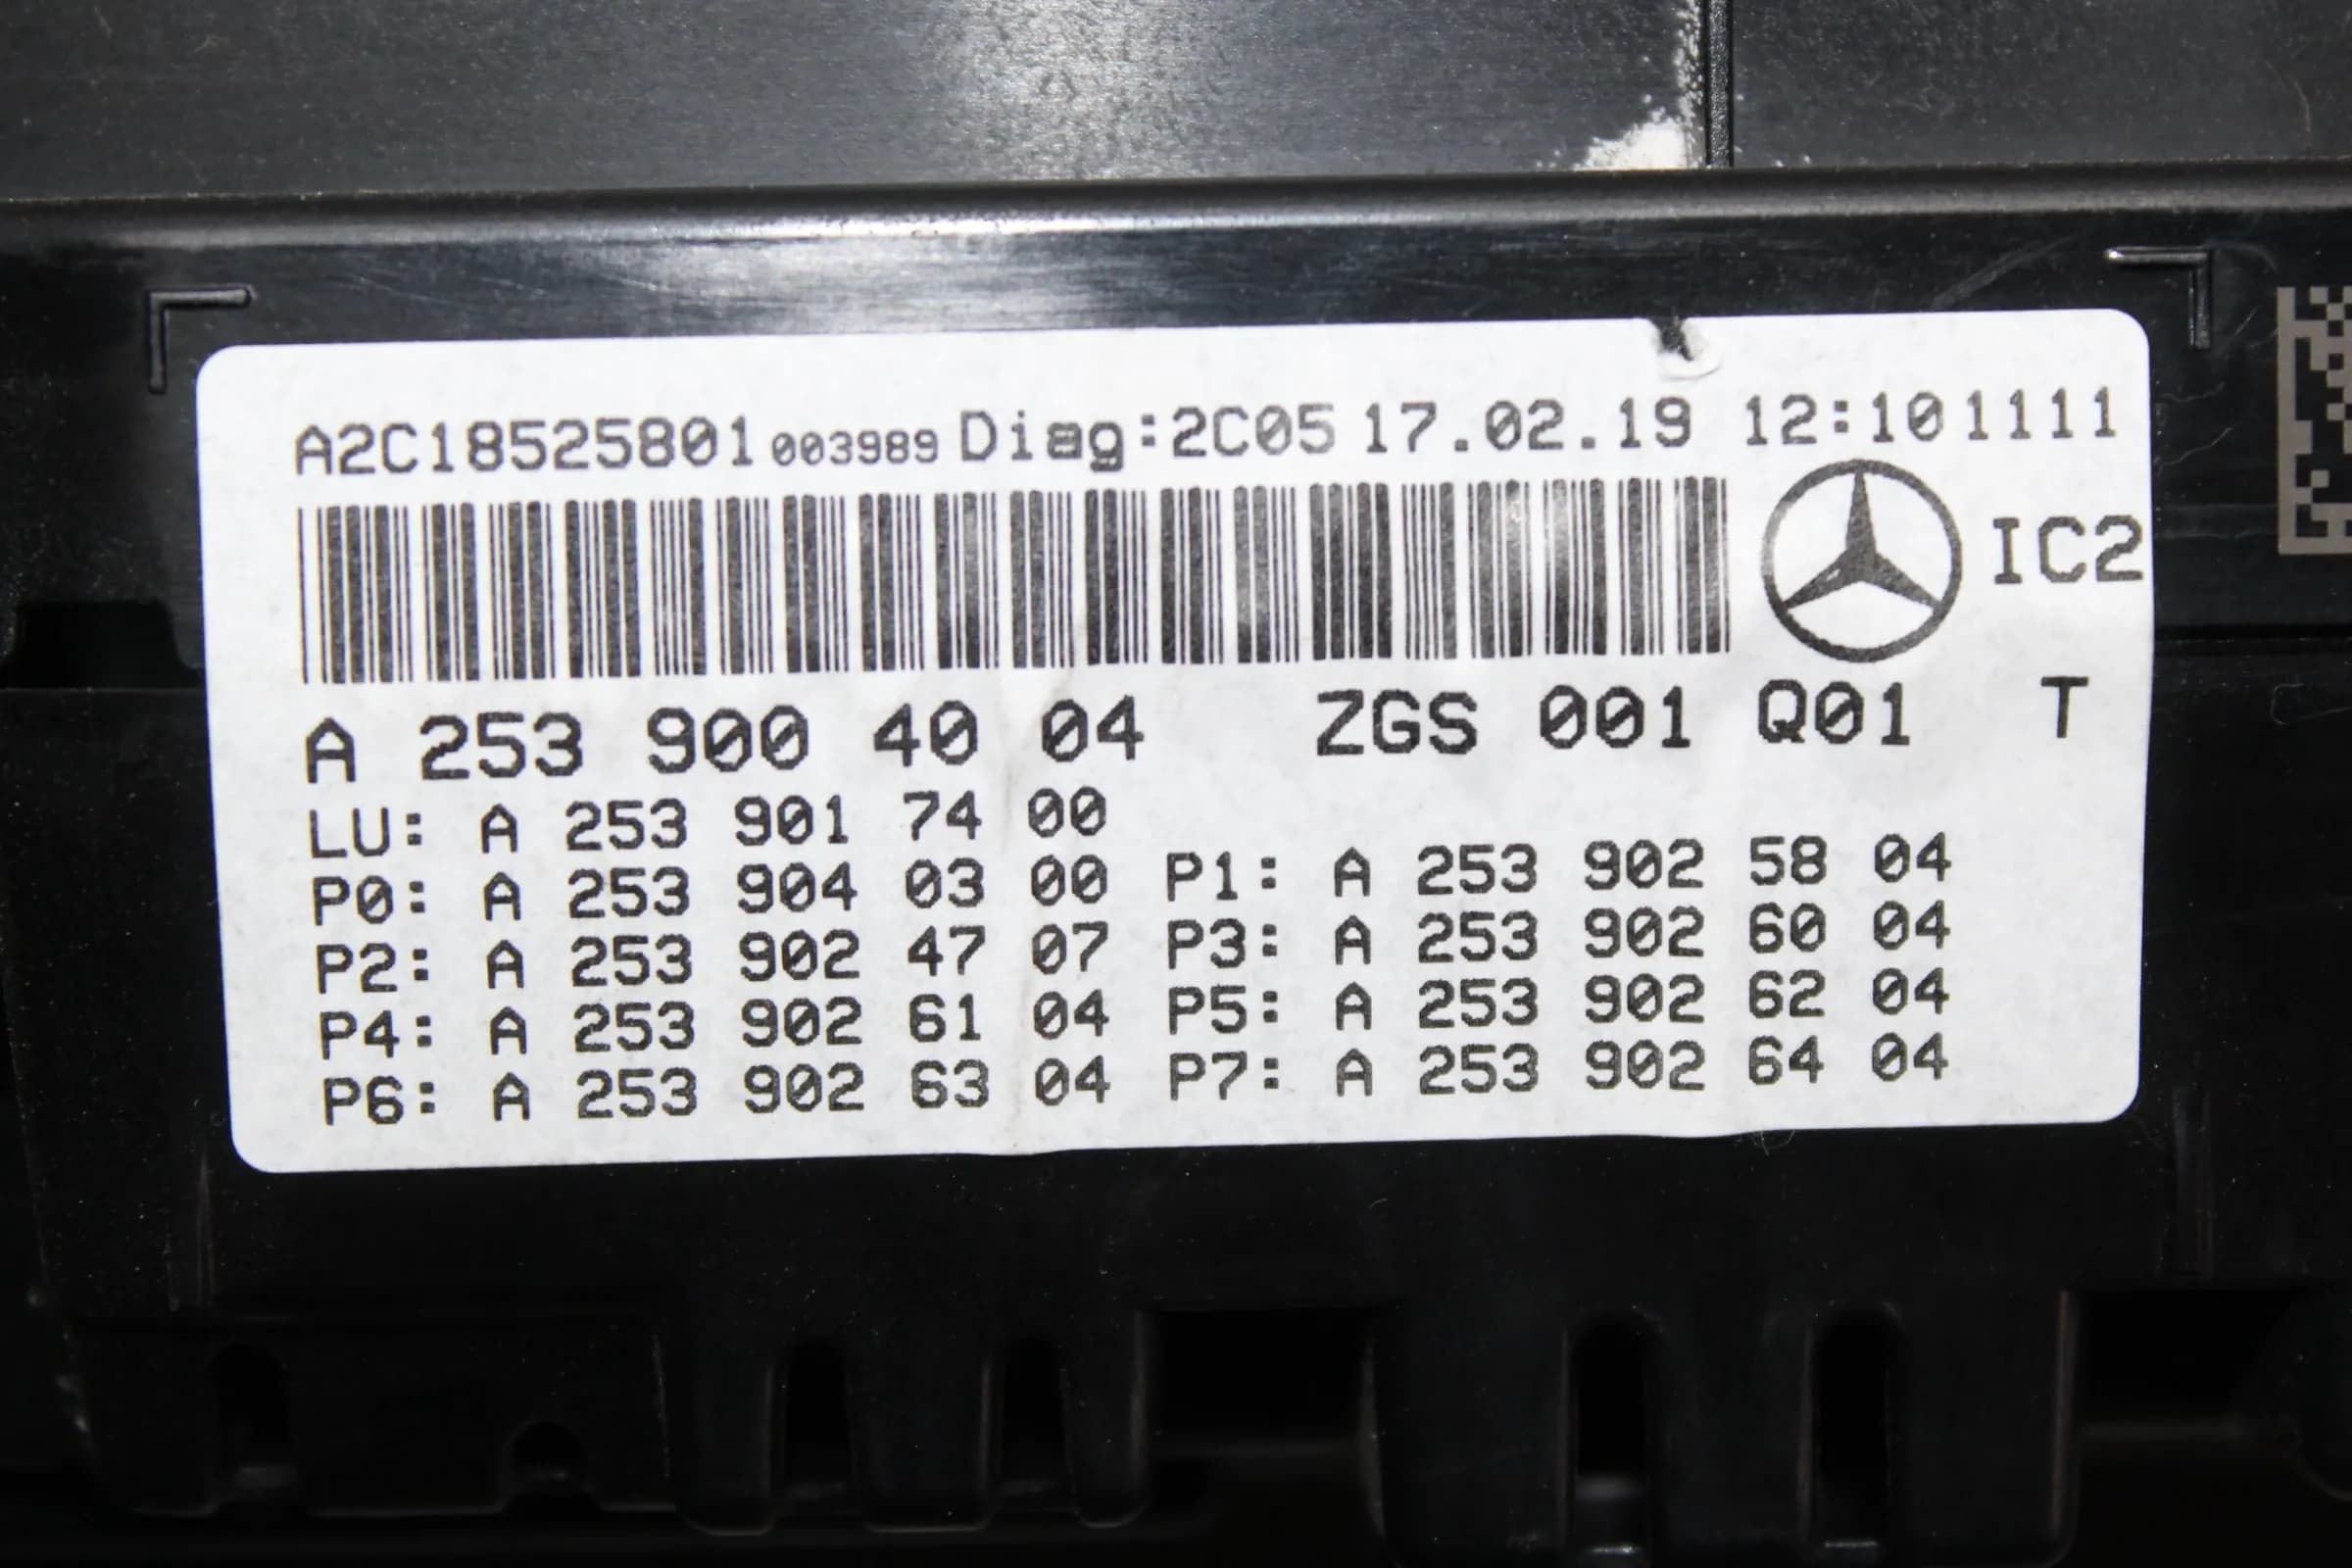 A2C18525801 003989 Diag:2C05 17.02.19 12:10 1111
IC2
A 253 900 40 04 ZGS 001 Q01 T
LU: A 253 901 74 00
P0: A 253 904 03 00 P1: A 253 902 58 04
P2: A 253 902 47 07 P3: A 253 902 60 04
P4: A 253 902 61 04 P5: A 253 902 62 04
P6: A 253 902 63 04 P7: A 253 902 64 04